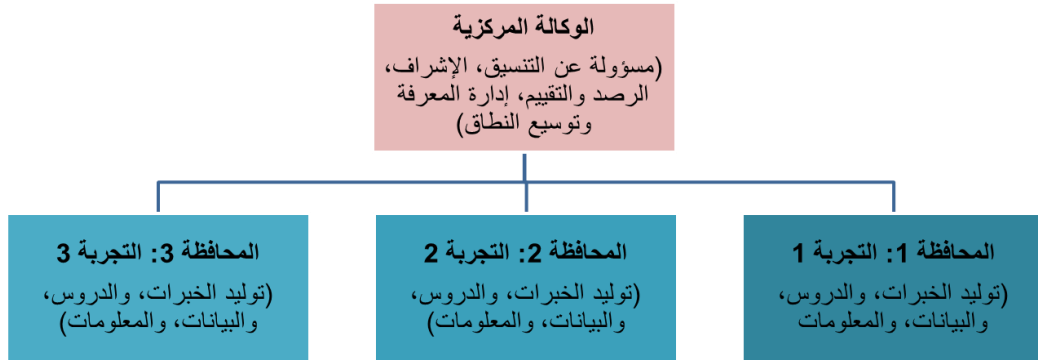 الوكالة المركزية
(مسؤولة عن التنسيق، الإشراف،
الرصد والتقييم، إدارة المعرفة
وتوسيع النطاق)
المحافظة 1: التجربة 1
(توليد الخبرات، والدروس،
والبيانات، والمعلومات
المحافظة 2: التجربة 2
(توليد الخبرات، والدروس،
والبيانات، والمعلومات)
المحافظة 3: التجربة 3
(توليد الخبرات، والدروس،
والبيانات، والمعلومات)